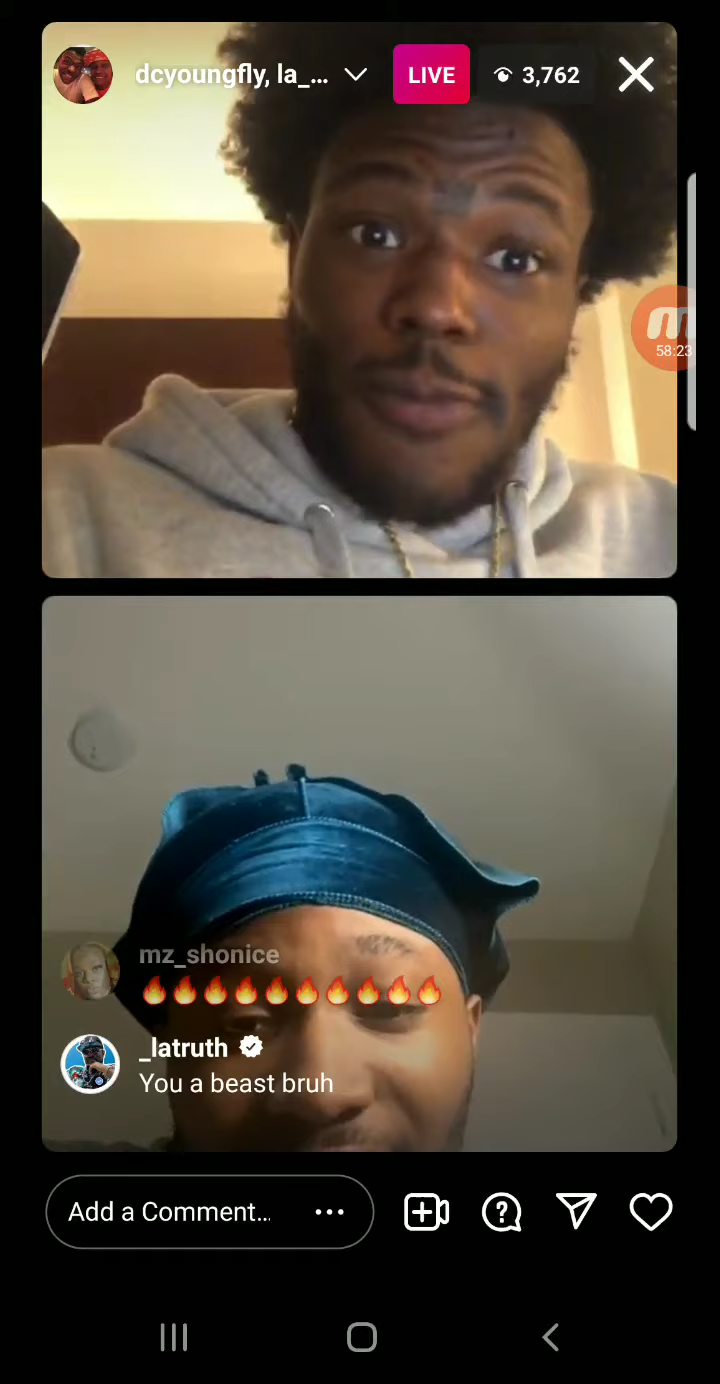 dcyoungfly, la_...
LIVE
3,762
58:23
mz_shonice
🔥🔥🔥🔥🔥🔥🔥🔥🔥🔥
_latruth
You a beast bruh
Add a Comment...